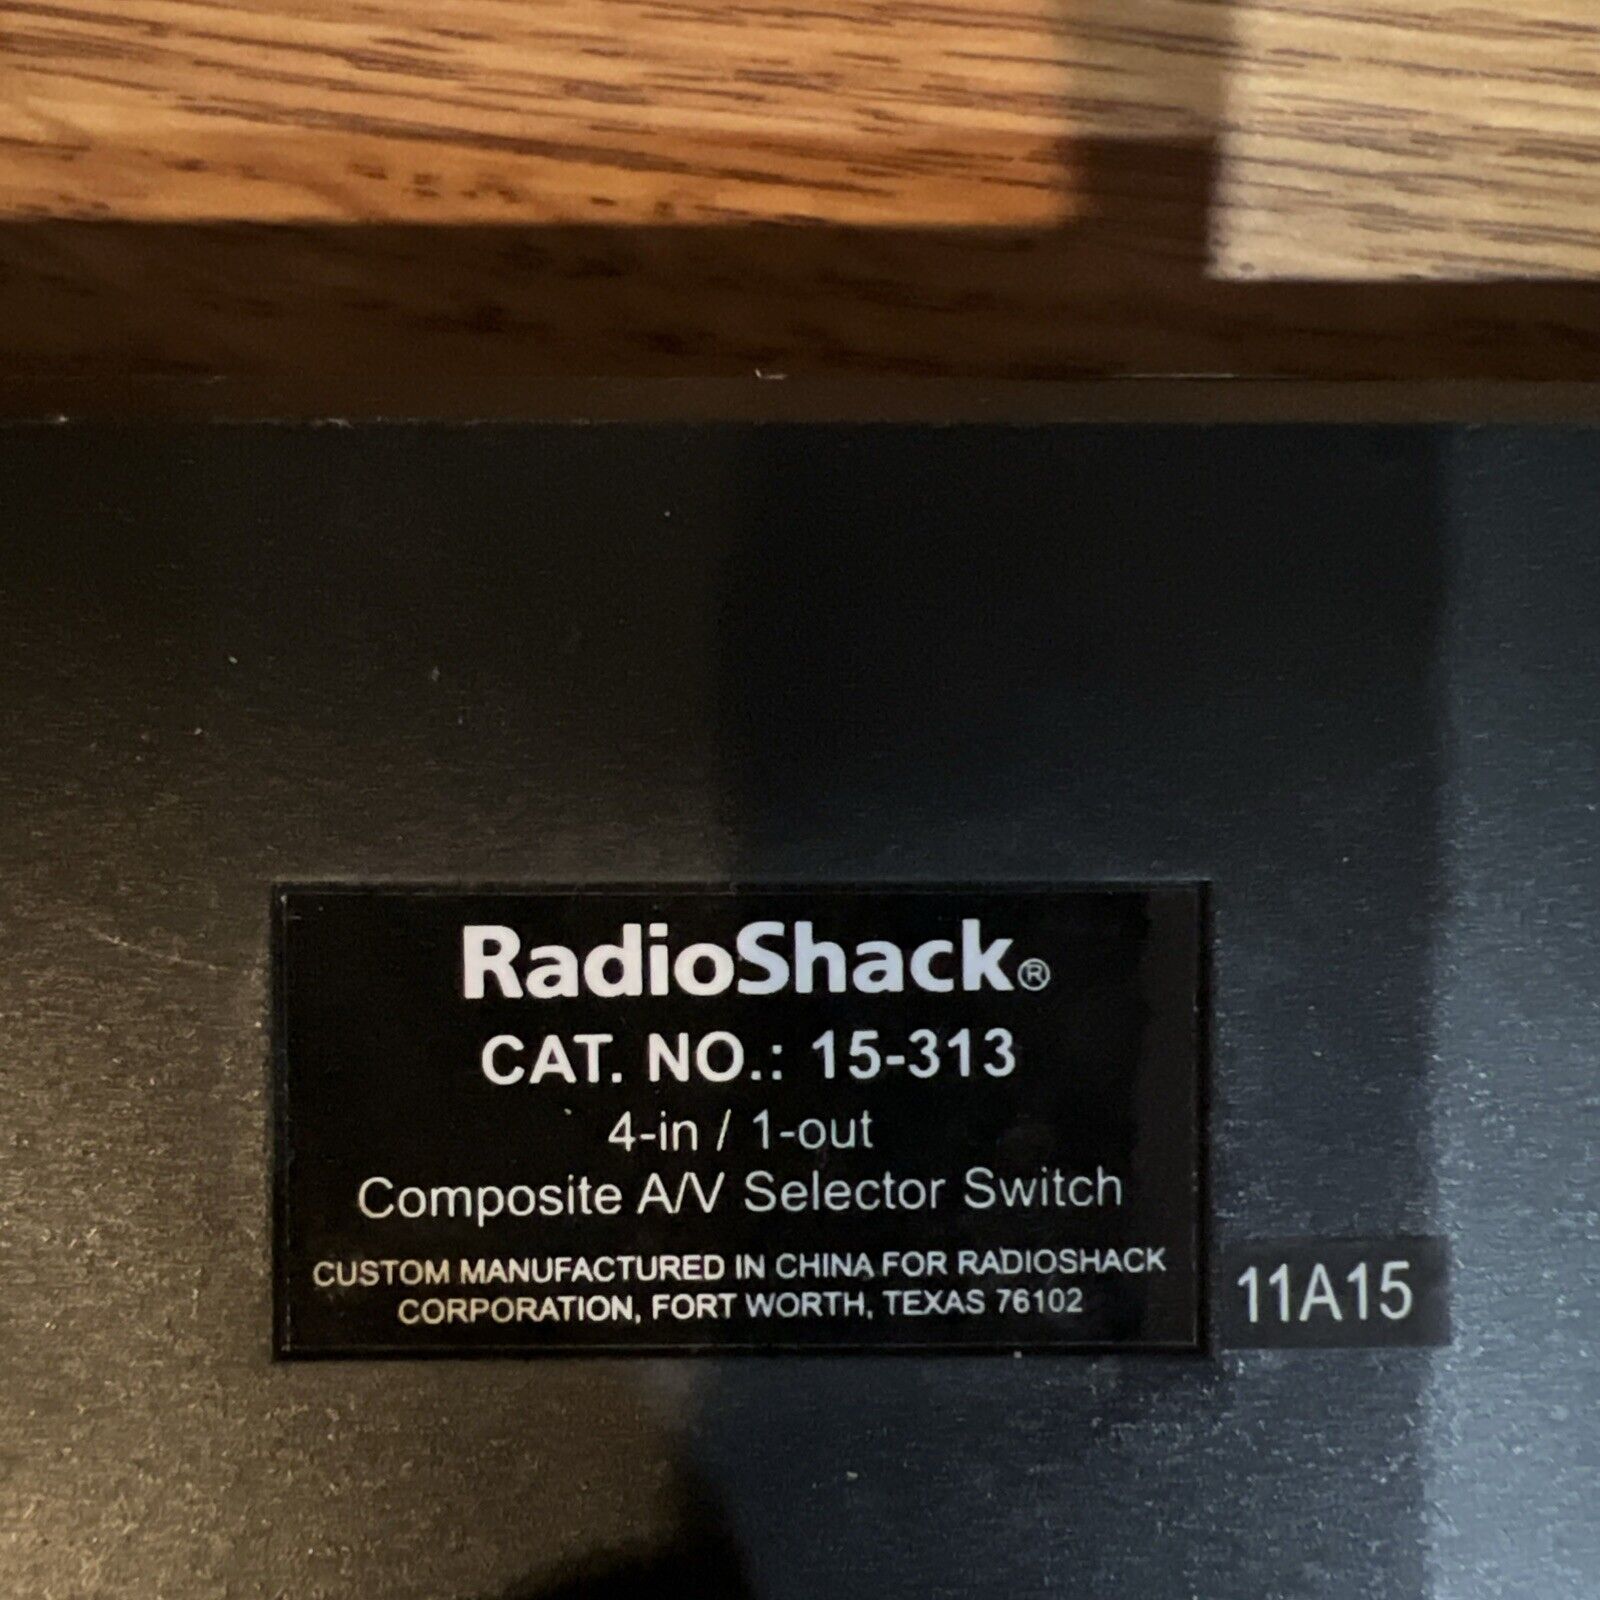 RadioShack®
CAT. NO.: 15-313
4-in / 1-out
Composite A/V Selector Switch
CUSTOM MANUFACTURED IN CHINA FOR RADIOSHACK
CORPORATION, FORT WORTH, TEXAS 76102
11A15